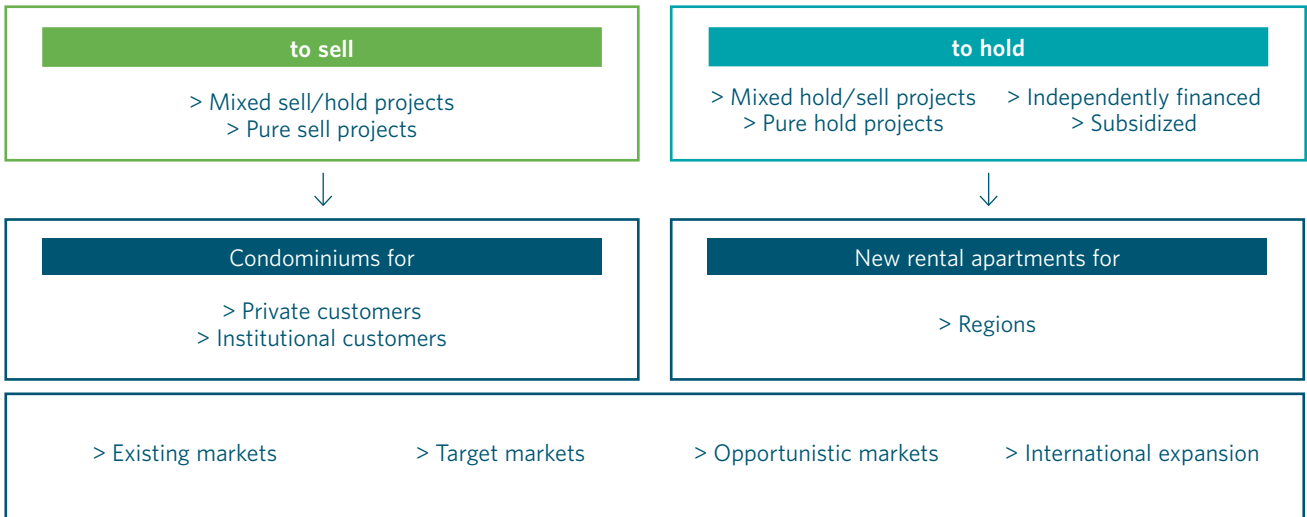 to sell
> Mixed sell/hold projects
> Pure sell projects
to hold
> Mixed hold/sell projects
> Pure hold projects
> Independently financed
> Subsidized
Condominiums for
> Private customers
> Institutional customers
New rental apartments for
> Regions
> Existing markets
> Target markets
> Opportunistic markets
> International expansion